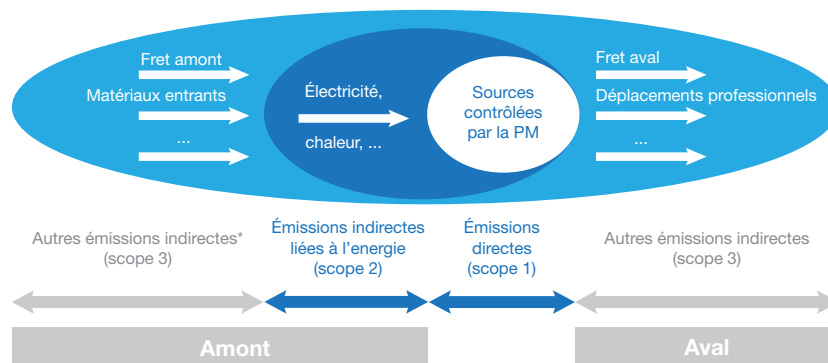 Fret amont
Matériaux entrants
...
Électricité,
chaleur, ...
Sources
contrôlées
par la PM
Fret aval
Déplacements professionnels
...
Autres émissions indirectes*
(scope 3)
Émissions indirectes
liées à l'energie
(scope 2)
Émissions
directes
(scope 1)
Autres émissions indirectes
(scope 3)
Amont
Aval